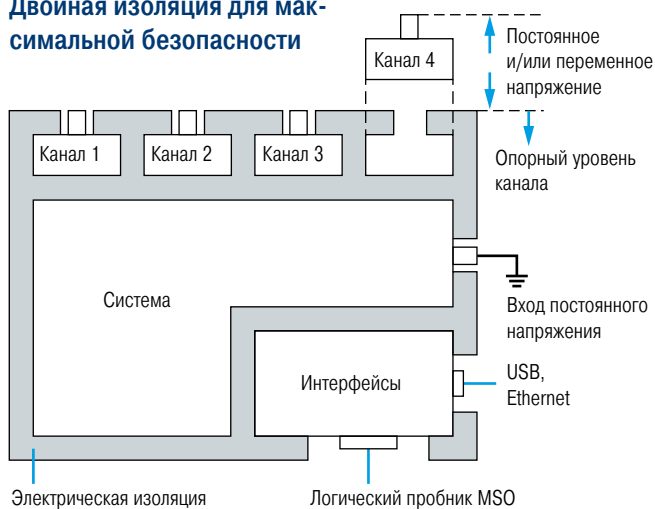 Двойная изоляция для мак-
симальной безопасности
Канал 4
Постоянное
и/или переменное
напряжение
Канал 1
Канал 2
Канал 3
Опорный уровень
канала
Система
Вход постоянного
напряжения
Интерфейсы
USB,
Ethernet
Электрическая изоляция
Логический пробник MSO